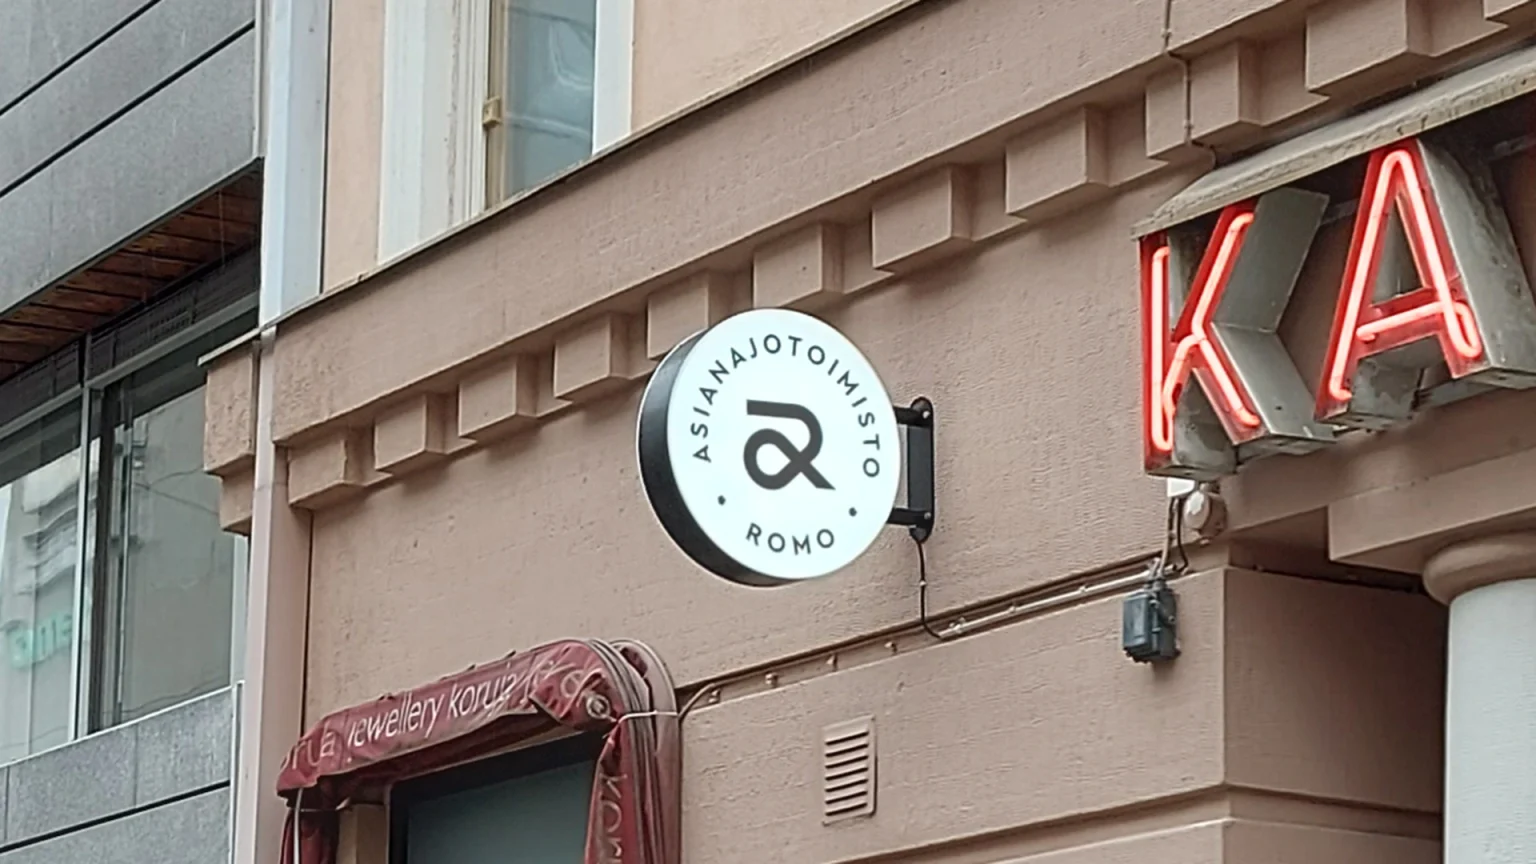 ASIANAJOTOIMISTO
ROMO
KA
jewellery koruja